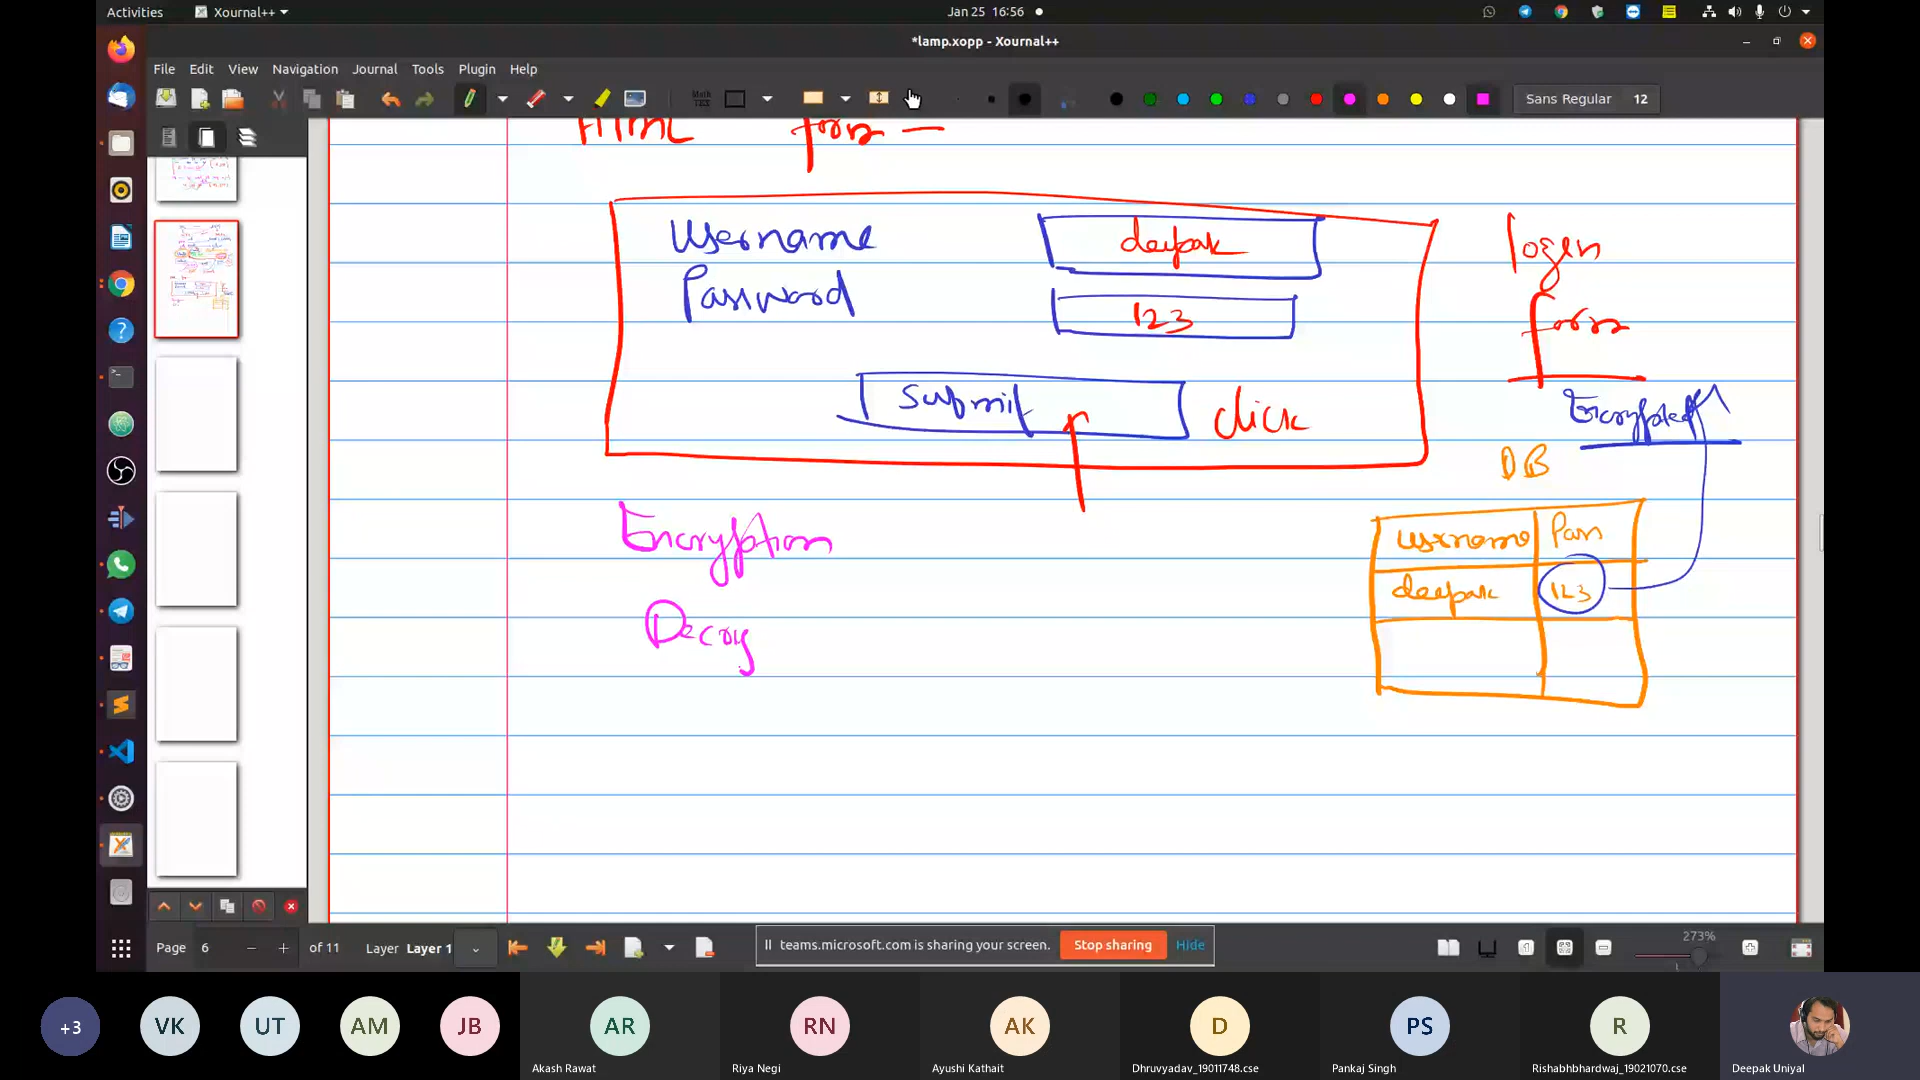 Activities
Xournal++
Jan 25 16:56
*lamp.xopp - Xournal++
File Edit View Navigation Journal Tools Plugin Help
Sans Regular 12
HTML form
Username deepak
Password 123
Submit click
login
form
Encrypted
DB
username Pass
deepak 123
Encryption
Decry
Page 6 of 11 Layer Layer 1
teams.microsoft.com is sharing your screen. Stop sharing Hide
273%
+3 VK UT AM JB AR RN AK D PS R
Akash Rawat
Riya Negi
Ayushi Kathait
Dhruvyadav_19011748.cse
Pankaj Singh
Rishabhbhardwaj_19021070.cse
Deepak Uniyal